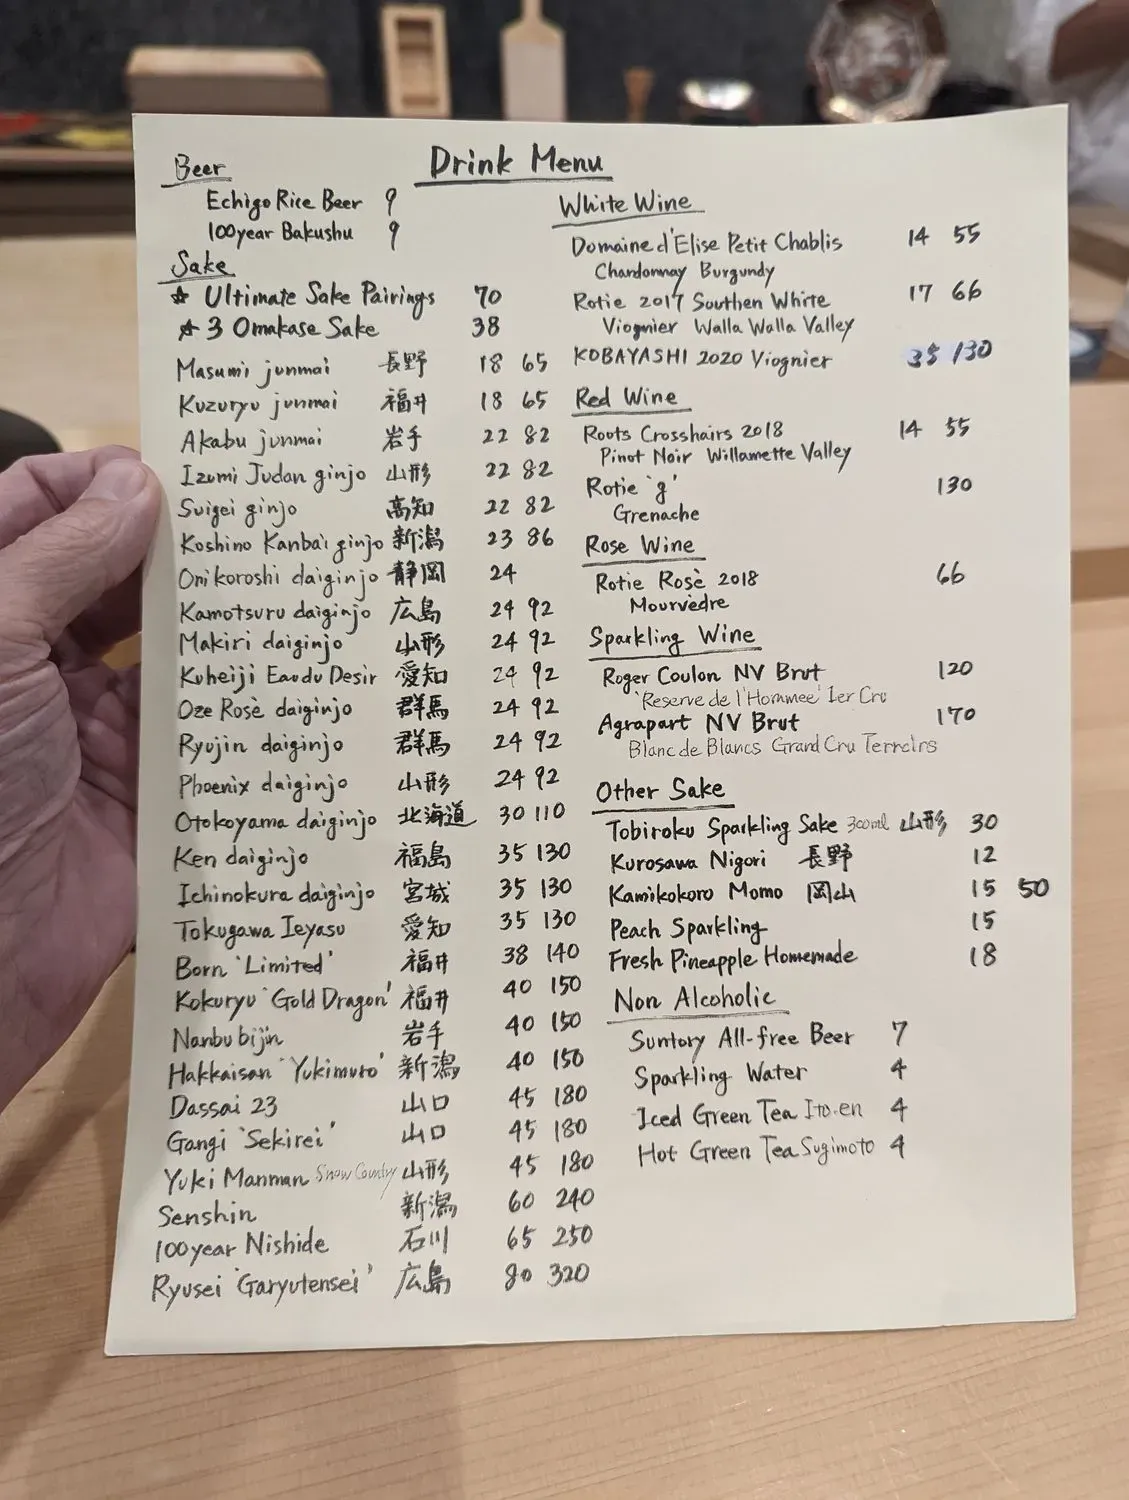 Drink Menu
Beer
Echigo Rice Beer 9
100year Bakushu 9
Sake
☆ Ultimate Sake Pairings 70
☆ 3 Omakase Sake 38
Masumi junmai 長野 18 65
Kuzuryu junmai 福井 18 65
Akabu junmai 岩手 22 82
Izumi Judan ginjo 山形 22 82
Suigei ginjo 高知 22 82
Koshino Kanbai ginjo 新潟 23 86
Onikoroshi daiginjo 静岡 24
Kamotsuru daiginjo 広島 24 92
Makiri daiginjo 山形 24 92
Kuheiji Eau du Desir 愛知 24 92
Oze Rosè daiginjo 群馬 24 92
Ryujin daiginjo 群馬 24 92
Phoenix daiginjo 山形 24 92
Otokoyama daiginjo 北海道 30 110
Ken daiginjo 福島 35 130
Ichinokura daiginjo 宮城 35 130
Tokugawa Ieyasu 愛知 35 130
Born 'Limited' 福井 38 140
Kokuryu 'Gold Dragon' 福井 40 150
Nanbu bijin 岩手 40 150
Hakkaisan 'Yukimuro' 新潟 40 150
Dassai 23 山口 45 180
Gangi 'Sekirei' 山口 45 180
Yuki Manman Snow Country 山形 45 180
Senshin 新潟 60 240
100year Nishide 石川 65 250
Ryusei 'Garyutensei' 広島 80 320
White Wine
Domaine d'Elise Petit Chablis 14 55
Chardonnay Burgundy
Rotie 2017 Southen White 17 66
Viognier Walla Walla Valley
KOBAYASHI 2020 Viognier 35 130
Red Wine
Roots Crosshairs 2018 14 55
Pinot Noir Willamette Valley
Rotie 'g' 130
Grenache
Rose Wine
Rotie Rosè 2018 66
Mourvèdre
Sparkling Wine
Roger Coulon NV Brut 120
'Reserve de l'Hommee' 1er Cru
Agrapart NV Brut 170
Blanc de Blancs Grand Cru Terroirs
Other Sake
Tobiroku Sparkling Sake 300ml 山形 30
Kurosawa Nigori 長野 12
Kamikokoro Momo 岡山 15 50
Peach Sparkling 15
Fresh Pineapple Homemade 18
Non Alcoholic
Suntory All-free Beer 7
Sparkling Water 4
Iced Green Tea Ito.en 4
Hot Green Tea Sugimoto 4